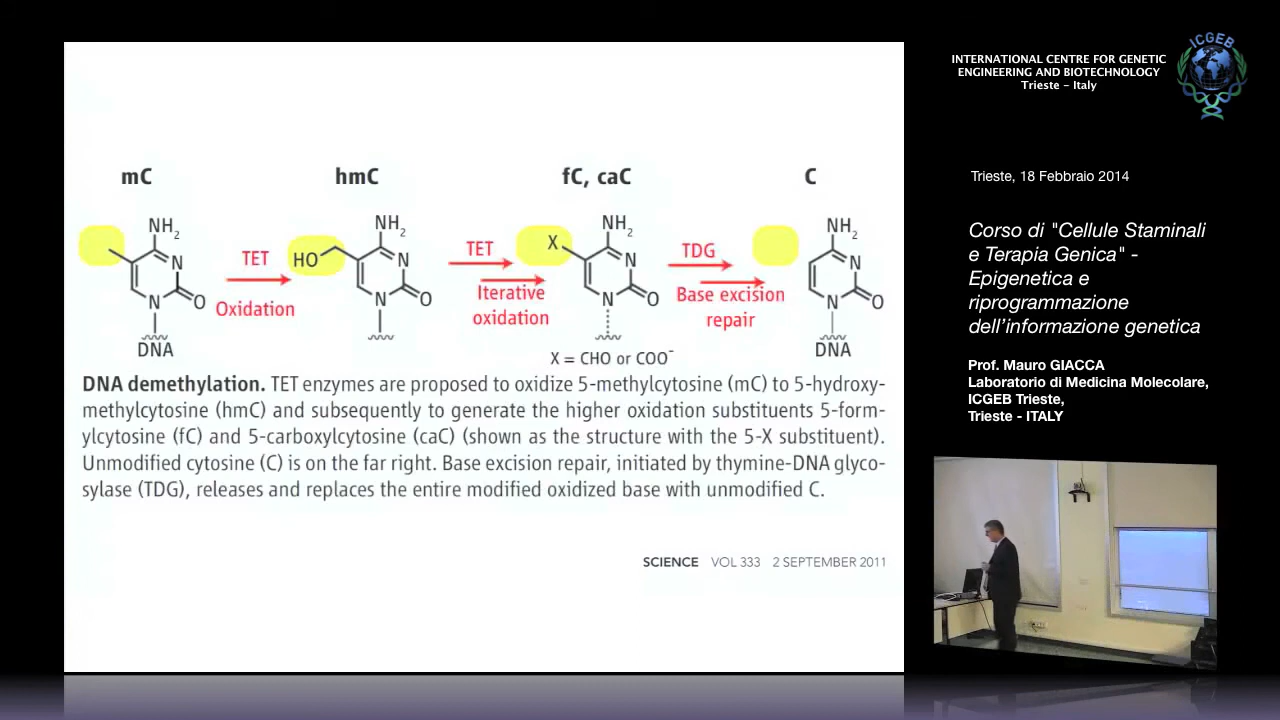 mC
hmC
fC, caC
C
NH2
N
N
O
DNA
TET
Oxidation
HO
NH2
N
N
O
TET
Iterative
oxidation
X
NH2
N
N
O
X = CHO or COO⁻
TDG
Base excision
repair
NH2
N
N
O
DNA
DNA demethylation. TET enzymes are proposed to oxidize 5-methylcytosine (mC) to 5-hydroxy-
methylcytosine (hmC) and subsequently to generate the higher oxidation substituents 5-form-
ylcytosine (fC) and 5-carboxylcytosine (caC) (shown as the structure with the 5-X substituent).
Unmodified cytosine (C) is on the far right. Base excision repair, initiated by thymine-DNA glyco-
sylase (TDG), releases and replaces the entire modified oxidized base with unmodified C.
SCIENCE VOL 333 2 SEPTEMBER 2011
INTERNATIONAL CENTRE FOR GENETIC
ENGINEERING AND BIOTECHNOLOGY
Trieste - Italy
ICGEB
Trieste, 18 Febbraio 2014
Corso di "Cellule Staminali
e Terapia Genica" -
Epigenetica e
riprogrammazione
dell'informazione genetica
Prof. Mauro GIACCA
Laboratorio di Medicina Molecolare,
ICGEB Trieste,
Trieste - ITALY